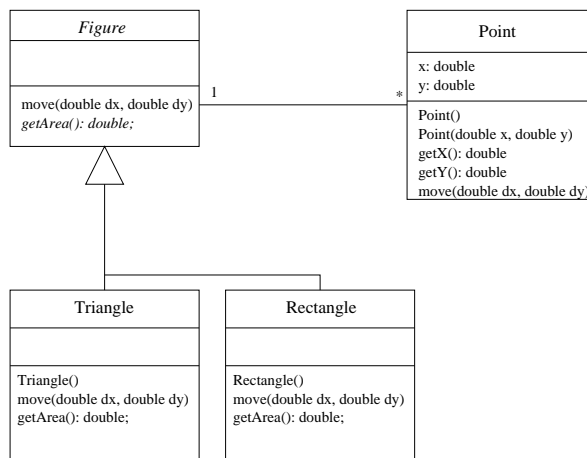 Figure
move(double dx, double dy)
getArea(): double;
1
*
Point
x: double
y: double
Point()
Point(double x, double y)
getX(): double
getY(): double
move(double dx, double dy)
Triangle
Triangle()
move(double dx, double dy)
getArea(): double;
Rectangle
Rectangle()
move(double dx, double dy)
getArea(): double;